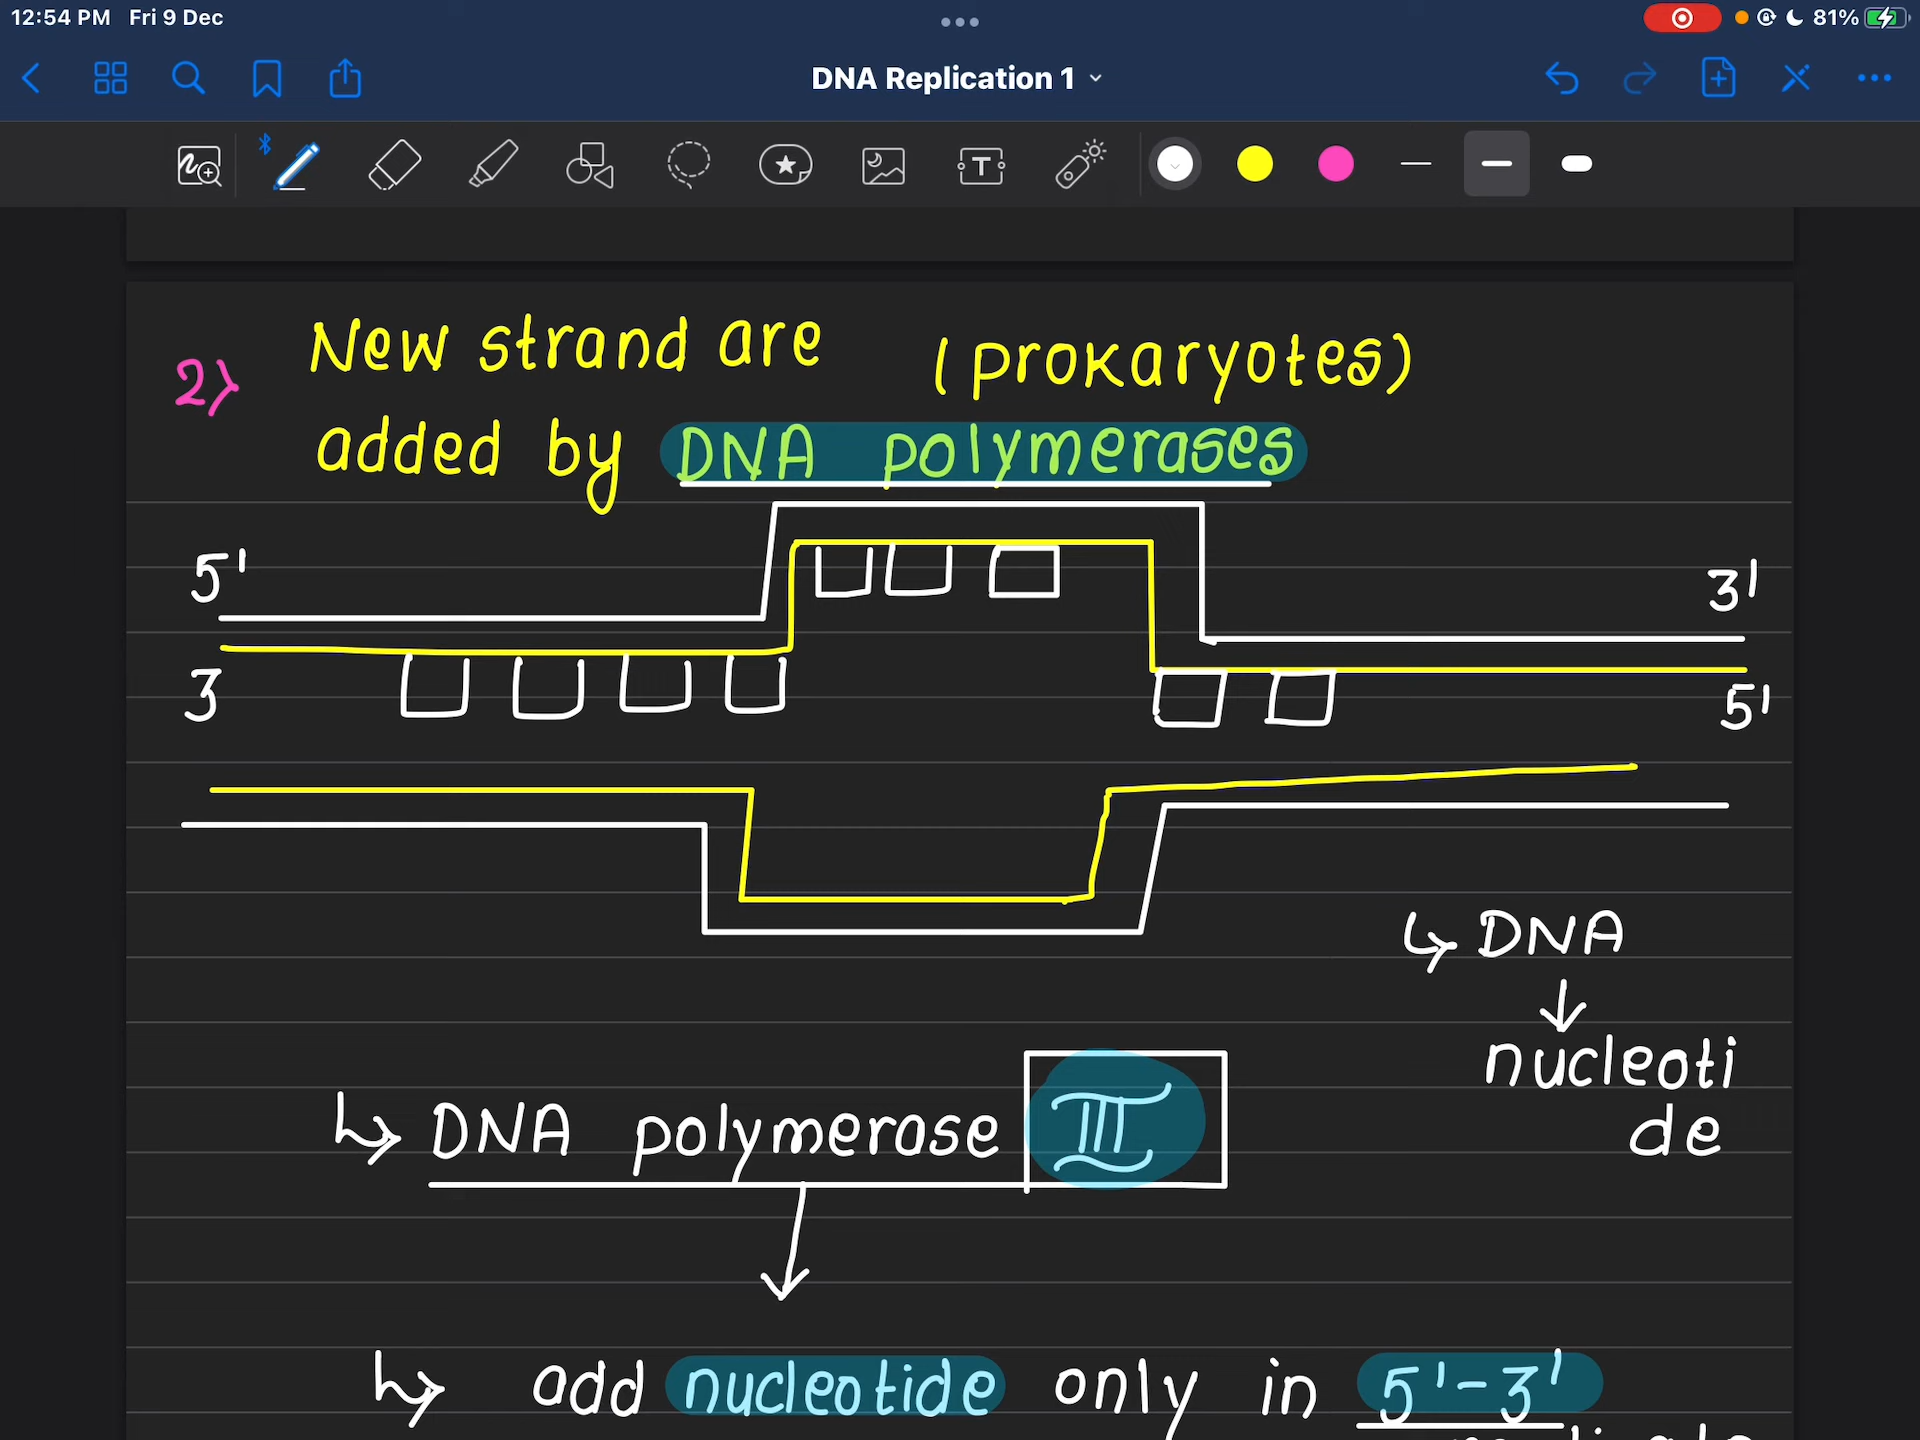 12:54 PM Fri 9 Dec
81%
DNA Replication 1
2) New strand are (prokaryotes)
added by DNA polymerases
5' 3'
3 5'
↳ DNA
↓
nucleoti
de
↳ DNA polymerase III
↓
↳ add nucleotide only in 5'-3'